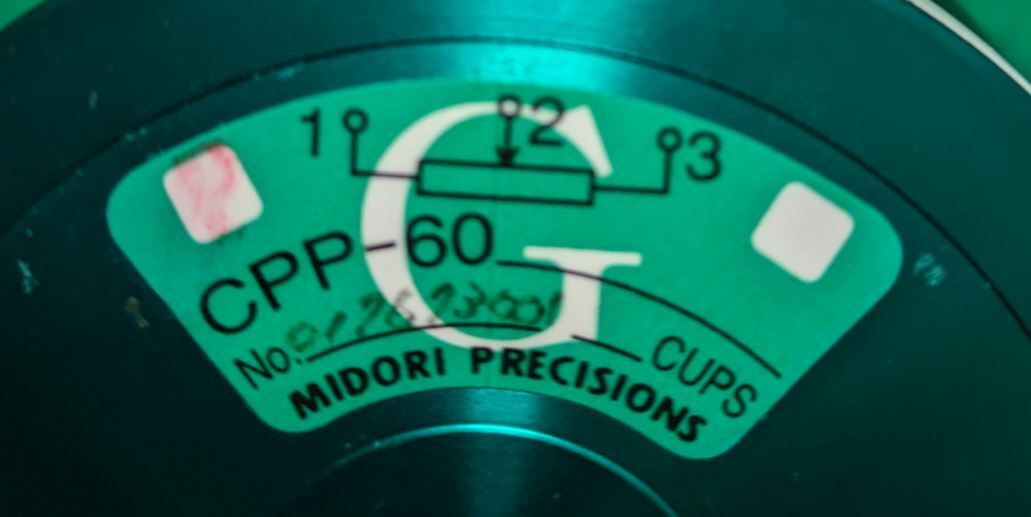 1 2 3
G
CPP-60
No. CUPS
MIDORI PRECISIONS